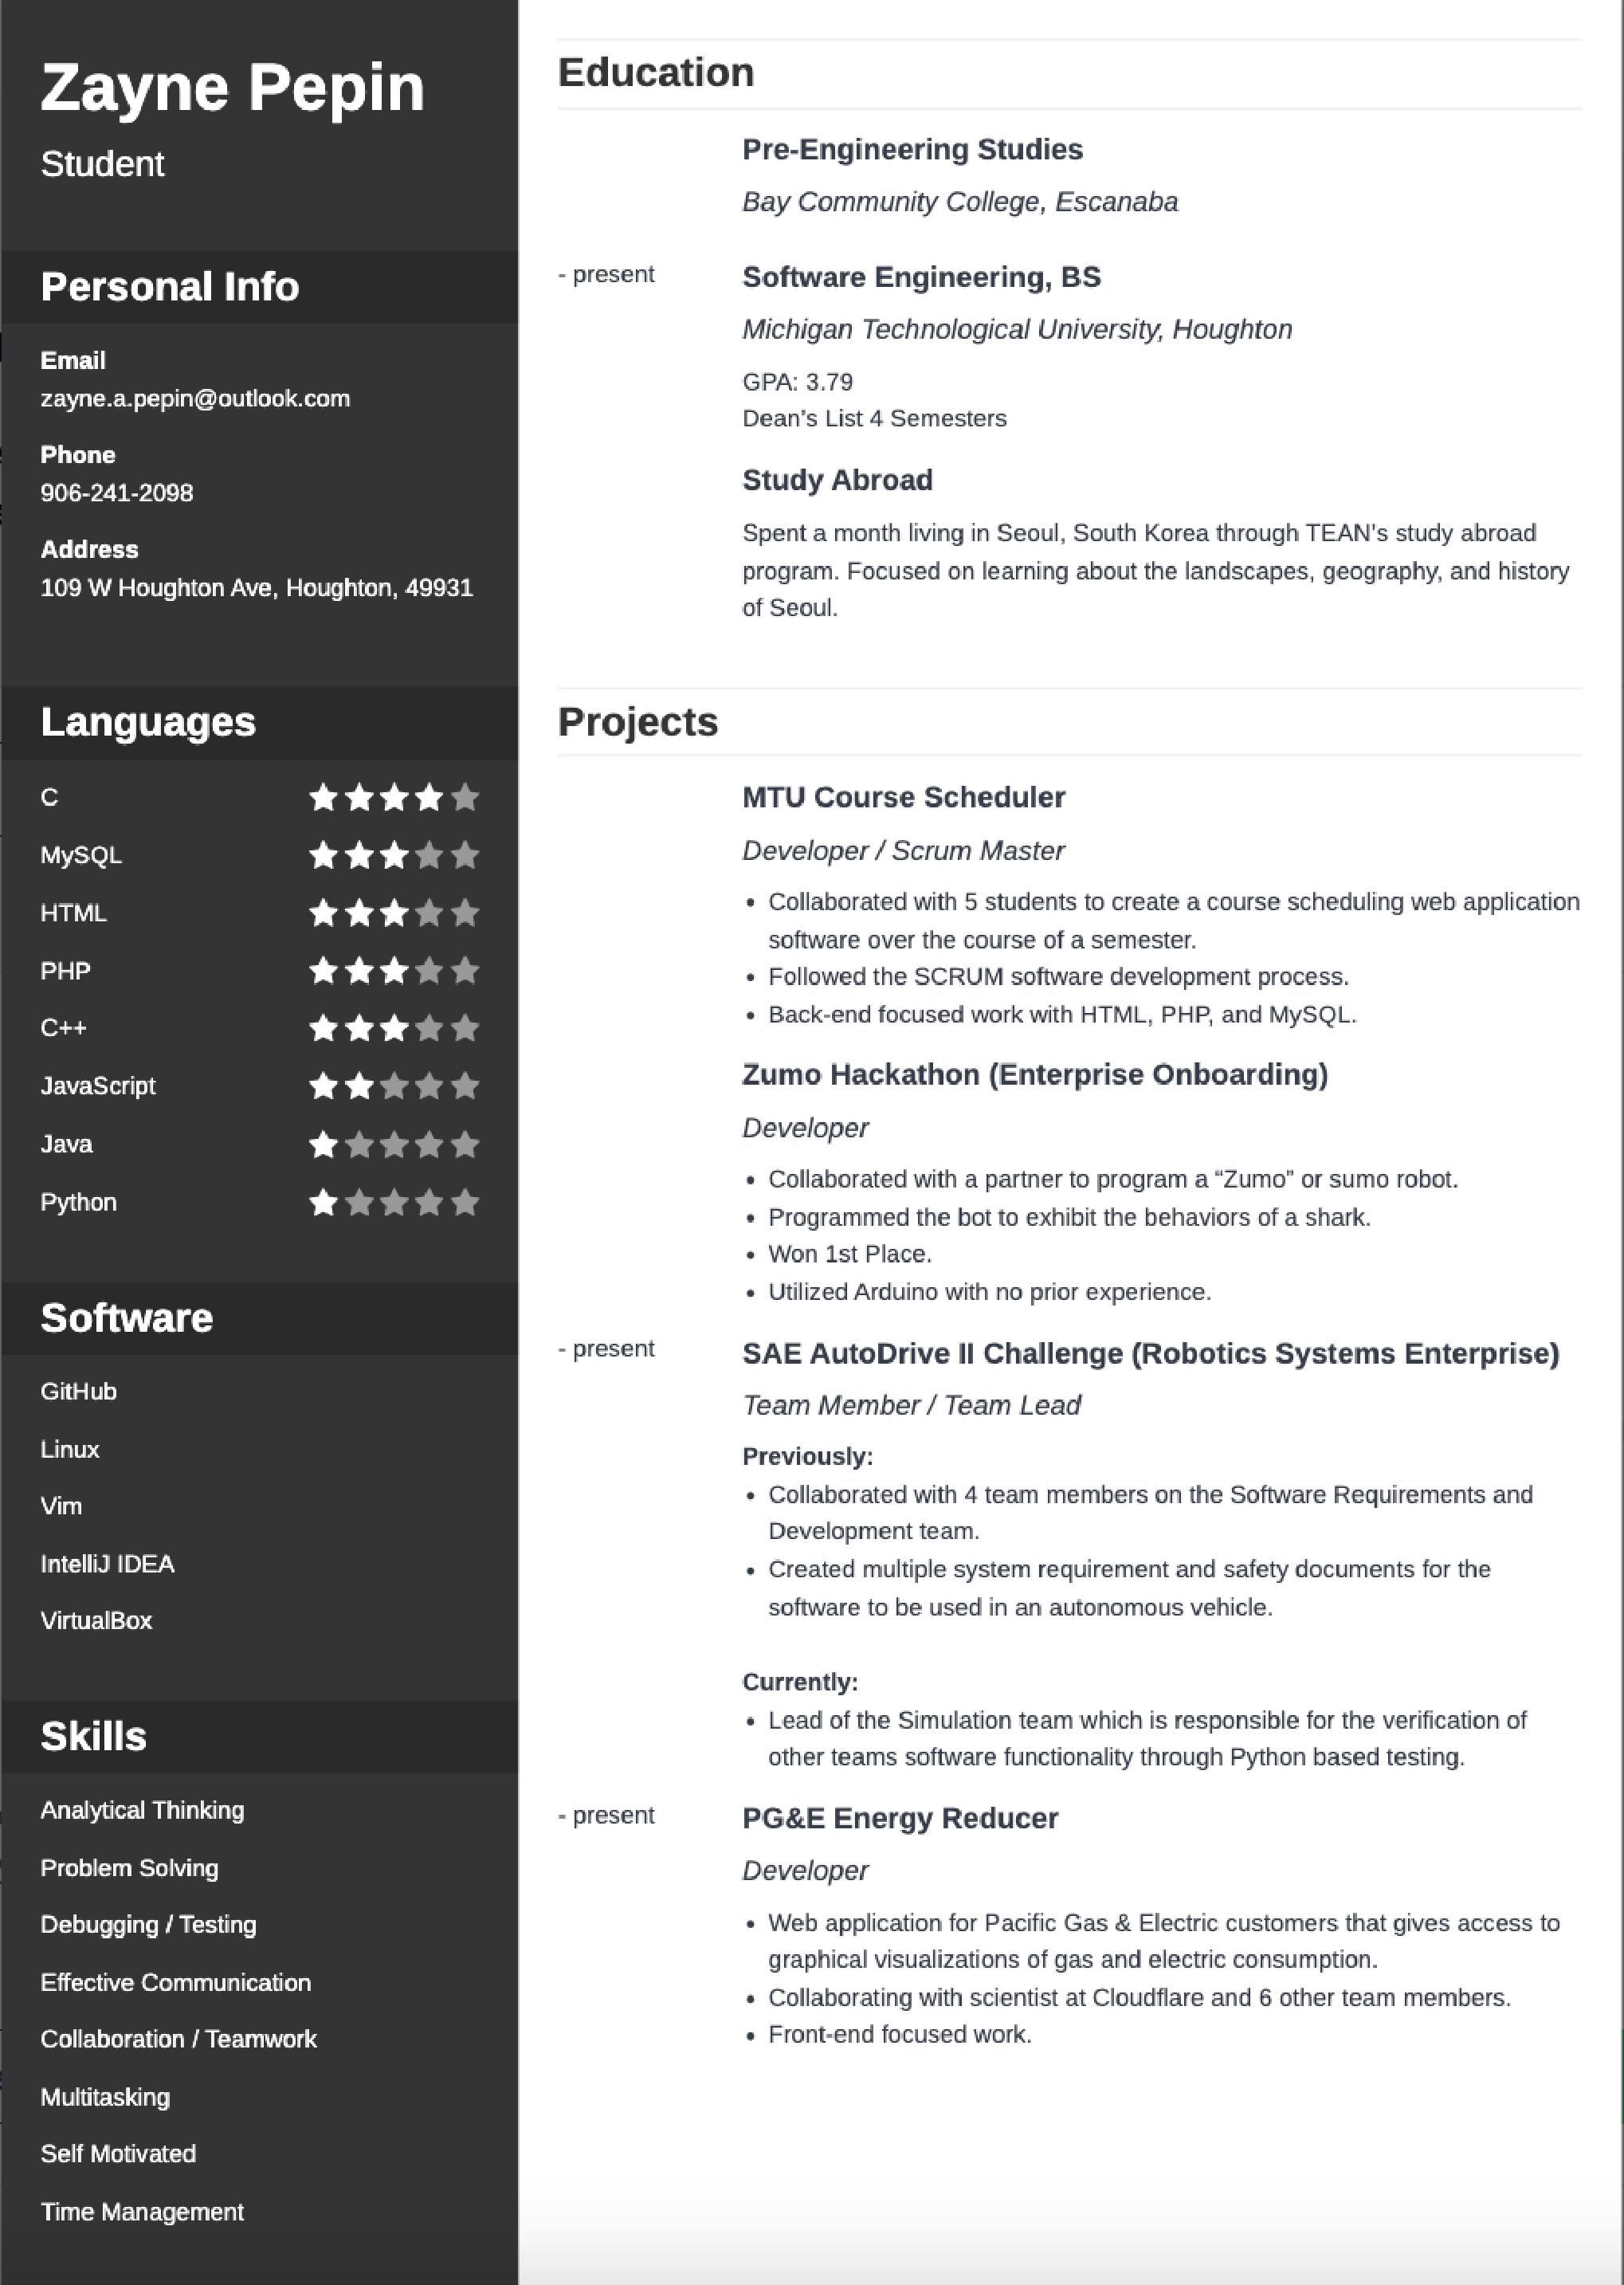 Zayne Pepin
Student
Personal Info
Email
zayne.a.pepin@outlook.com
Phone
906-241-2098
Address
109 W Houghton Ave, Houghton, 49931
Languages
C
MySQL
HTML
PHP
C++
JavaScript
Java
Python
Software
GitHub
Linux
Vim
IntelliJ IDEA
VirtualBox
Skills
Analytical Thinking
Problem Solving
Debugging / Testing
Effective Communication
Collaboration / Teamwork
Multitasking
Self Motivated
Time Management
Education
Pre-Engineering Studies
Bay Community College, Escanaba
- present
Software Engineering, BS
Michigan Technological University, Houghton
GPA: 3.79
Dean’s List 4 Semesters
Study Abroad
Spent a month living in Seoul, South Korea through TEAN's study abroad
program. Focused on learning about the landscapes, geography, and history
of Seoul.
Projects
MTU Course Scheduler
Developer / Scrum Master
• Collaborated with 5 students to create a course scheduling web application
software over the course of a semester.
• Followed the SCRUM software development process.
• Back-end focused work with HTML, PHP, and MySQL.
Zumo Hackathon (Enterprise Onboarding)
Developer
• Collaborated with a partner to program a “Zumo” or sumo robot.
• Programmed the bot to exhibit the behaviors of a shark.
• Won 1st Place.
• Utilized Arduino with no prior experience.
- present
SAE AutoDrive II Challenge (Robotics Systems Enterprise)
Team Member / Team Lead
Previously:
• Collaborated with 4 team members on the Software Requirements and
Development team.
• Created multiple system requirement and safety documents for the
software to be used in an autonomous vehicle.
Currently:
• Lead of the Simulation team which is responsible for the verification of
other teams software functionality through Python based testing.
- present
PG&E Energy Reducer
Developer
• Web application for Pacific Gas & Electric customers that gives access to
graphical visualizations of gas and electric consumption.
• Collaborating with scientist at Cloudflare and 6 other team members.
• Front-end focused work.